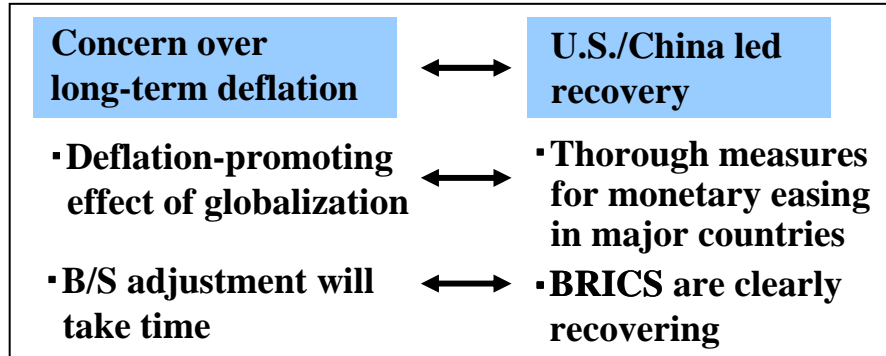 Concern over
long-term deflation
U.S./China led
recovery
▪Deflation-promoting
effect of globalization
▪Thorough measures
for monetary easing
in major countries
▪B/S adjustment will
take time
▪BRICS are clearly
recovering